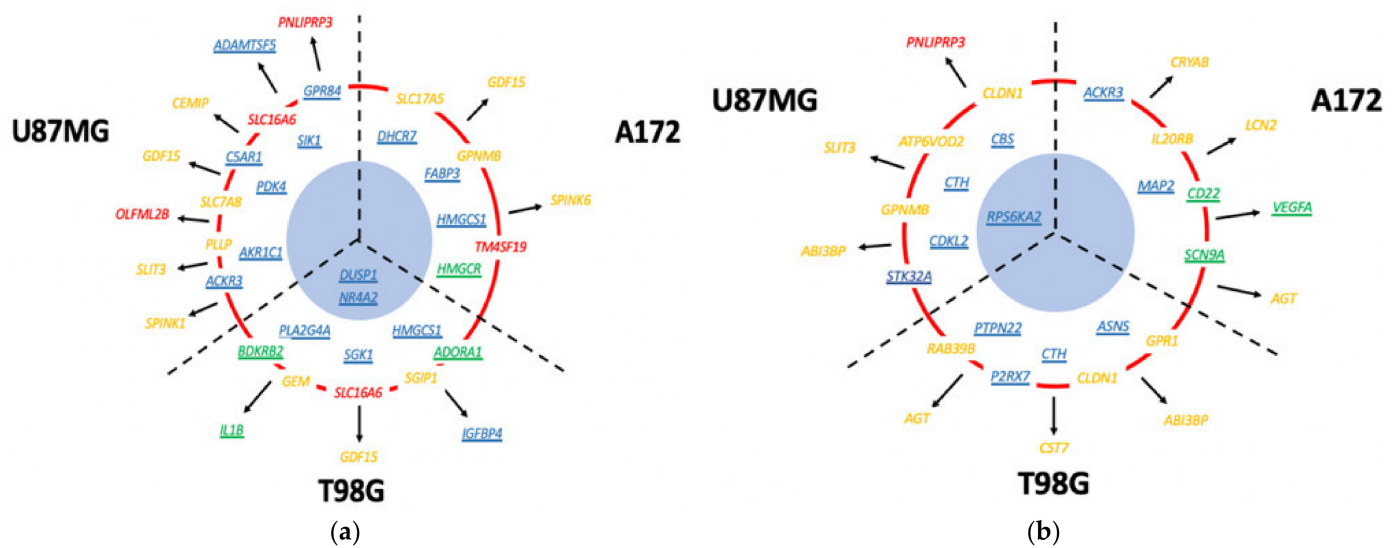 PNLIPRP3
ADAMTSF5
GPR84
SLC17A5
GDF15
CEMIP
SLC16A6
U87MG
A172
SIK1
DHCR7
GPNMB
C5AR1
GDF15
FABP3
PDK4
SLC7A8
SPINK6
OLFML2B
HMGCS1
PLLP
AKR1C1
TM4SF19
SLIT3
HMGCR
ACKR3
DUSP1
NR4A2
SPINK1
PLA2G4A
HMGCS1
BDKRB2
SGK1
ADORA1
GEM
SGIP1
SLC16A6
IL1B
IGFBP4
GDF15
T98G
(a)
PNLIPRP3
CRYAB
CLDN1
ACKR3
U87MG
A172
LCN2
ATP6VOD2
CBS
IL20RB
SLIT3
CTH
MAP2
CD22
GPNMB
RPS6KA2
VEGFA
CDKL2
ABI3BP
SCN9A
STK32A
AGT
PTPN22
ASNS
RAB39B
GPR1
CTH
P2RX7
CLDN1
AGT
ABI3BP
CST7
T98G
(b)